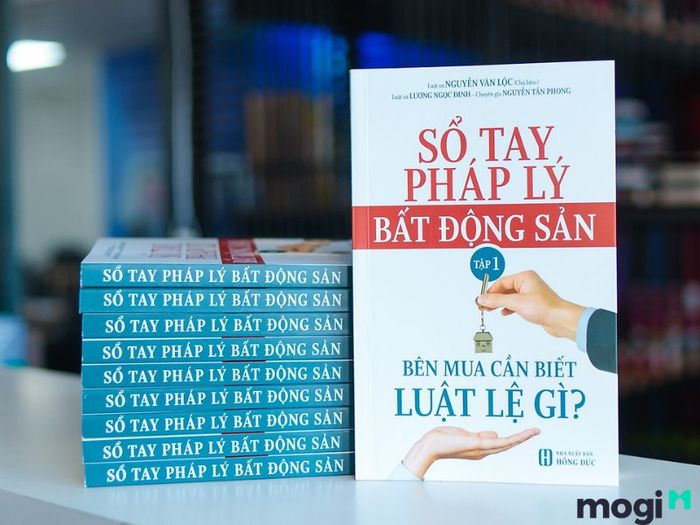 Luật sư NGUYỄN VĂN LỘC (Chủ biên)
Luật sư LƯƠNG NGỌC ĐINH - Chuyên gia NGUYỄN TẤN PHONG
SỔ TAY
PHÁP LÝ
BẤT ĐỘNG SẢN
TẬP 1
BÊN MUA CẦN BIẾT
LUẬT LỆ GÌ?
H
NHÀ XUẤT BẢN
HỒNG ĐỨC
SỔ TAY PHÁP LÝ BẤT ĐỘNG SẢN
SỔ TAY PHÁP LÝ BẤT ĐỘNG SẢN
SỔ TAY PHÁP LÝ BẤT ĐỘNG SẢN
SỔ TAY PHÁP LÝ BẤT ĐỘNG SẢN
SỔ TAY PHÁP LÝ BẤT ĐỘNG SẢN
SỔ TAY PHÁP LÝ BẤT ĐỘNG SẢN
SỔ TAY PHÁP LÝ BẤT ĐỘNG SẢN
SỔ TAY PHÁP LÝ BẤT ĐỘNG SẢN
SỔ TAY PHÁP LÝ BẤT ĐỘNG SẢN
mogi